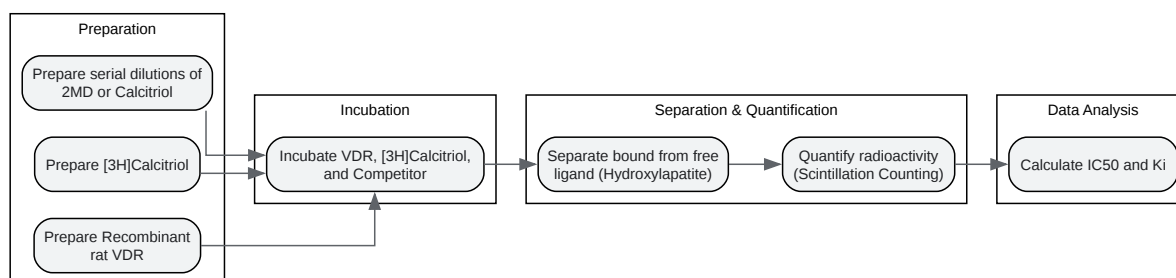 Preparation
Prepare serial dilutions of
2MD or Calcitriol
Prepare [3H]Calcitriol
Prepare Recombinant
rat VDR
Incubation
Incubate VDR, [3H]Calcitriol,
and Competitor
Separation & Quantification
Separate bound from free
ligand (Hydroxylapatite)
Quantify radioactivity
(Scintillation Counting)
Data Analysis
Calculate IC50 and Ki